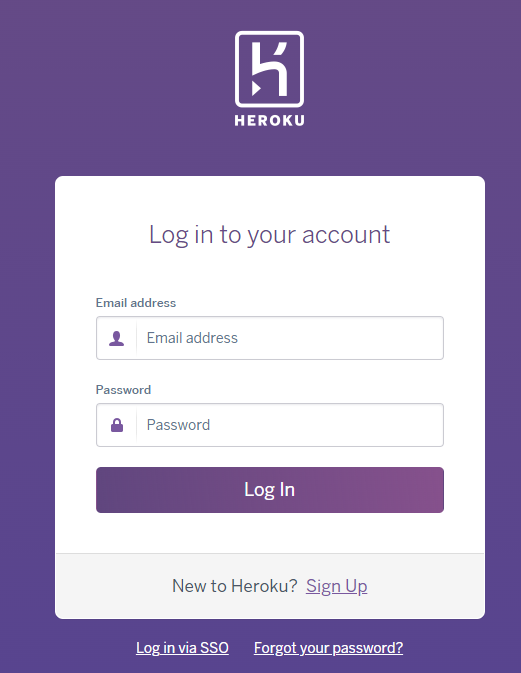 HEROKU
Log in to your account
Email address
Email address
Password
Password
Log In
New to Heroku? Sign Up
Log in via SSO Forgot your password?